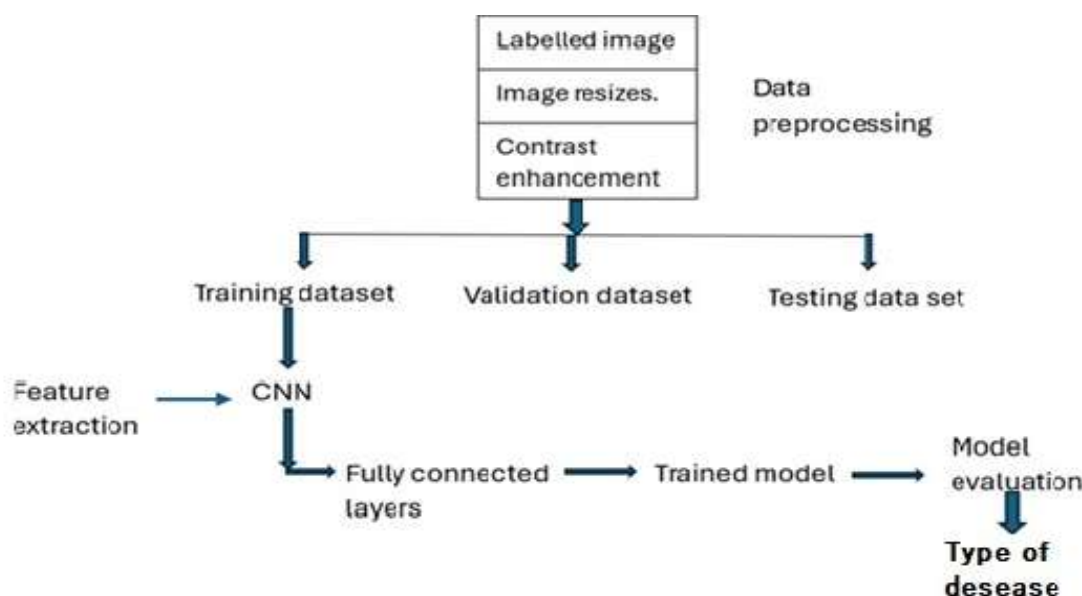 Labelled image
Image resizes.
Contrast
enhancement
Data
preprocessing
Training dataset
Validation dataset
Testing data set
Feature
extraction
CNN
Fully connected
layers
Trained model
Model
evaluation
Type of
desease